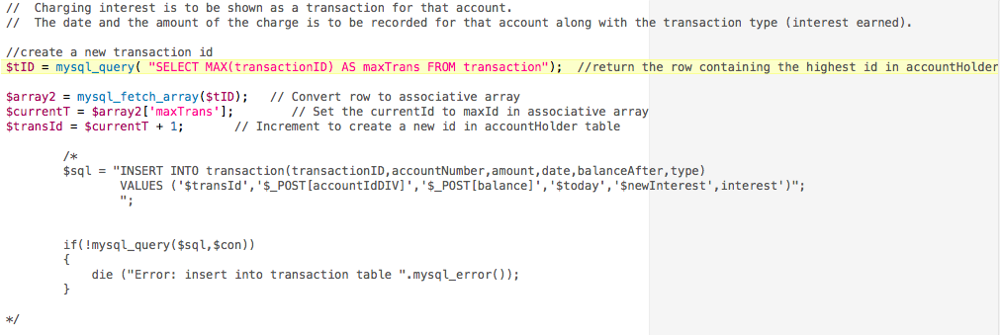 //  Charging interest is to be shown as a transaction for that account.
//  The date and the amount of the charge is to be recorded for that account along with the transaction type (interest earned).
//create a new transaction id
$tID = mysql_query( "SELECT MAX(transactionID) AS maxTrans FROM transaction");  //return the row containing the highest id in accountHolder
$array2 = mysql_fetch_array($tID);   // Convert row to associative array
$currentT = $array2['maxTrans'];        // Set the currentId to maxId in associative array
$transId = $currentT + 1;       // Increment to create a new id in accountHolder table
/*
$sql = "INSERT INTO transaction(transactionID,accountNumber,amount,date,balanceAfter,type)
VALUES ('$transId','$_POST[accountIdDIV]','$_POST[balance]','$today','$newInterest',interest')";
";
if(!mysql_query($sql,$con))
{
die ("Error: insert into transaction table ".mysql_error());
}
*/